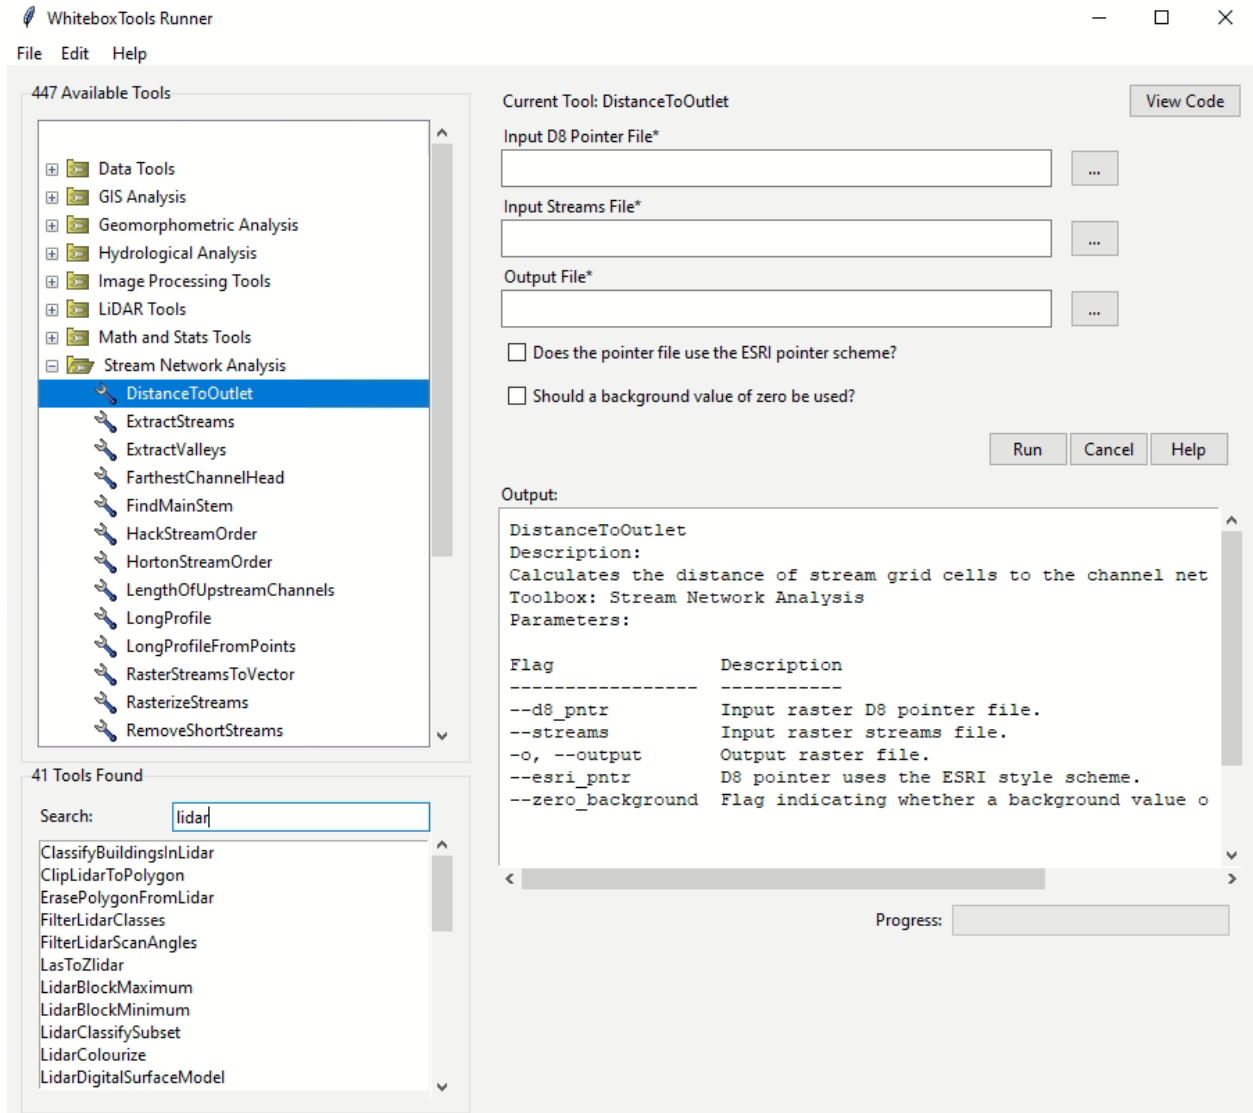 WhiteboxTools Runner
File Edit Help
447 Available Tools
Data Tools
GIS Analysis
Geomorphometric Analysis
Hydrological Analysis
Image Processing Tools
LiDAR Tools
Math and Stats Tools
Stream Network Analysis
DistanceToOutlet
ExtractStreams
ExtractValleys
FarthestChannelHead
FindMainStem
HackStreamOrder
HortonStreamOrder
LengthOfUpstreamChannels
LongProfile
LongProfileFromPoints
RasterStreamsToVector
RasterizeStreams
RemoveShortStreams
41 Tools Found
Search: lidar
ClassifyBuildingsInLidar
ClipLidarToPolygon
ErasePolygonFromLidar
FilterLidarClasses
FilterLidarScanAngles
LasToZlidar
LidarBlockMaximum
LidarBlockMinimum
LidarClassifySubset
LidarColourize
LidarDigitalSurfaceModel
Current Tool: DistanceToOutlet View Code
Input D8 Pointer File*
...
Input Streams File*
...
Output File*
...
Does the pointer file use the ESRI pointer scheme?
Should a background value of zero be used?
Run Cancel Help
Output:
DistanceToOutlet
Description:
Calculates the distance of stream grid cells to the channel net
Toolbox: Stream Network Analysis
Parameters:
Flag Description
----------------- -----------
--d8_pntr Input raster D8 pointer file.
--streams Input raster streams file.
-o, --output Output raster file.
--esri_pntr D8 pointer uses the ESRI style scheme.
--zero_background Flag indicating whether a background value o
Progress: